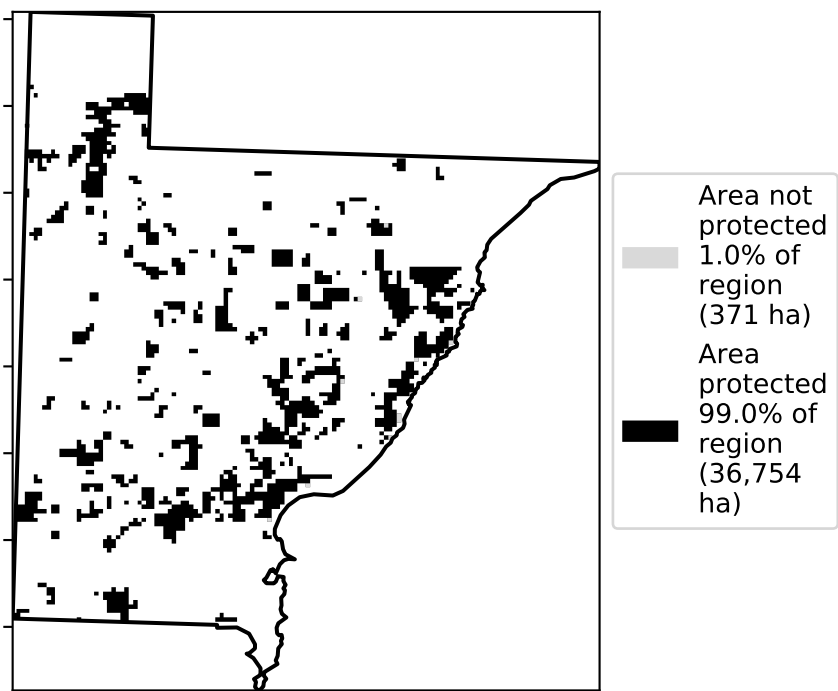 Area not
protected
1.0% of
region
(371 ha)
Area
protected
99.0% of
region
(36,754
ha)